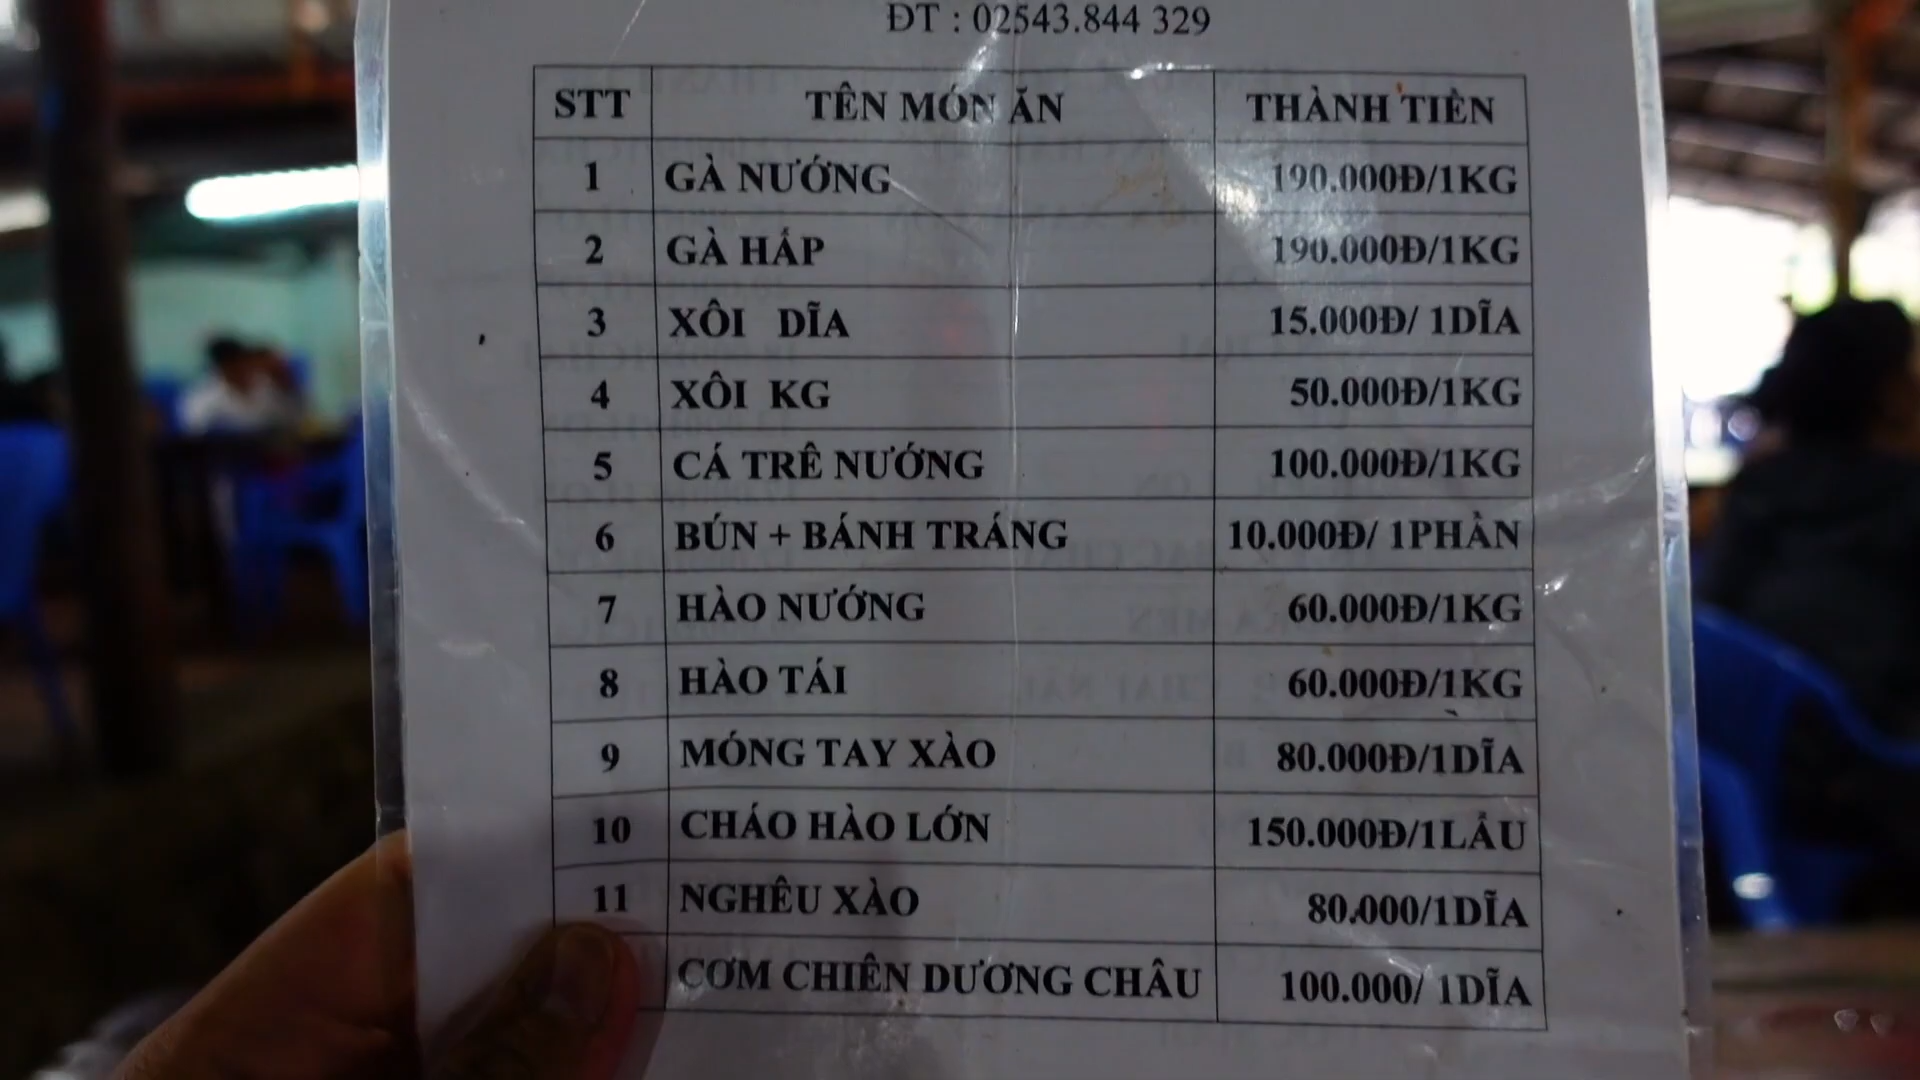 ĐT : 02543.844 329
STT TÊN MÓN ĂN THÀNH TIỀN
1 GÀ NƯỚNG 190.000Đ/1KG
2 GÀ HẤP 190.000Đ/1KG
3 XÔI DĨA 15.000Đ/ 1DĨA
4 XÔI KG 50.000Đ/1KG
5 CÁ TRÊ NƯỚNG 100.000Đ/1KG
6 BÚN + BÁNH TRÁNG 10.000Đ/ 1PHẦN
7 HÀO NƯỚNG 60.000Đ/1KG
8 HÀO TÁI 60.000Đ/1KG
9 MÓNG TAY XÀO 80.000Đ/1DĨA
10 CHÁO HÀO LỚN 150.000Đ/1LẨU
11 NGHÊU XÀO 80.000/1DĨA
CƠM CHIÊN DƯƠNG CHÂU 100.000/ 1DĨA